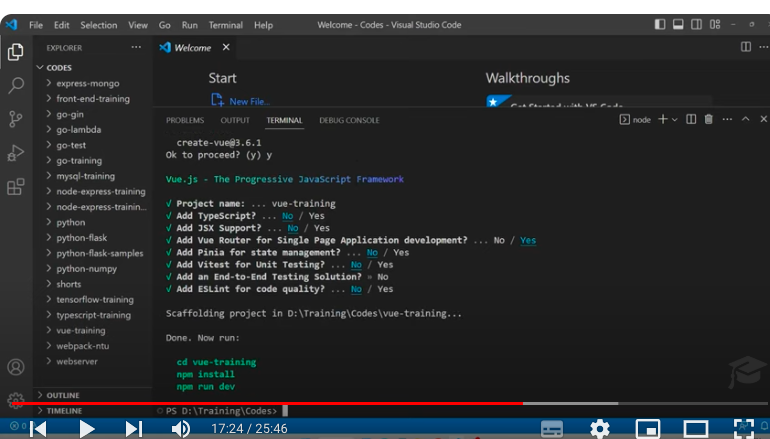 File Edit Selection View Go Run Terminal Help Welcome - Codes - Visual Studio Code
EXPLORER ...
CODES
express-mongo
front-end-training
go-gin
go-lambda
go-test
go-training
mysql-training
node-express-training
node-express-trainin...
python
python-flask
python-flask-samples
python-numpy
shorts
tensorflow-training
typescript-training
vue-training
webpack-ntu
webserver
OUTLINE
TIMELINE
Welcome
Start
New File...
Walkthroughs
Get Started with VS Code
PROBLEMS OUTPUT TERMINAL DEBUG CONSOLE node
create-vue@3.6.1
Ok to proceed? (y) y
Vue.js - The Progressive JavaScript Framework
√ Project name: ... vue-training
√ Add TypeScript? ... No / Yes
√ Add JSX Support? ... No / Yes
√ Add Vue Router for Single Page Application development? ... No / Yes
√ Add Pinia for state management? ... No / Yes
√ Add Vitest for Unit Testing? ... No / Yes
√ Add an End-to-End Testing Solution? » No
√ Add ESLint for code quality? ... No / Yes
Scaffolding project in D:\Training\Codes\vue-training...
Done. Now run:
cd vue-training
npm install
npm run dev
PS D:\Training\Codes>
17:24 / 25:46